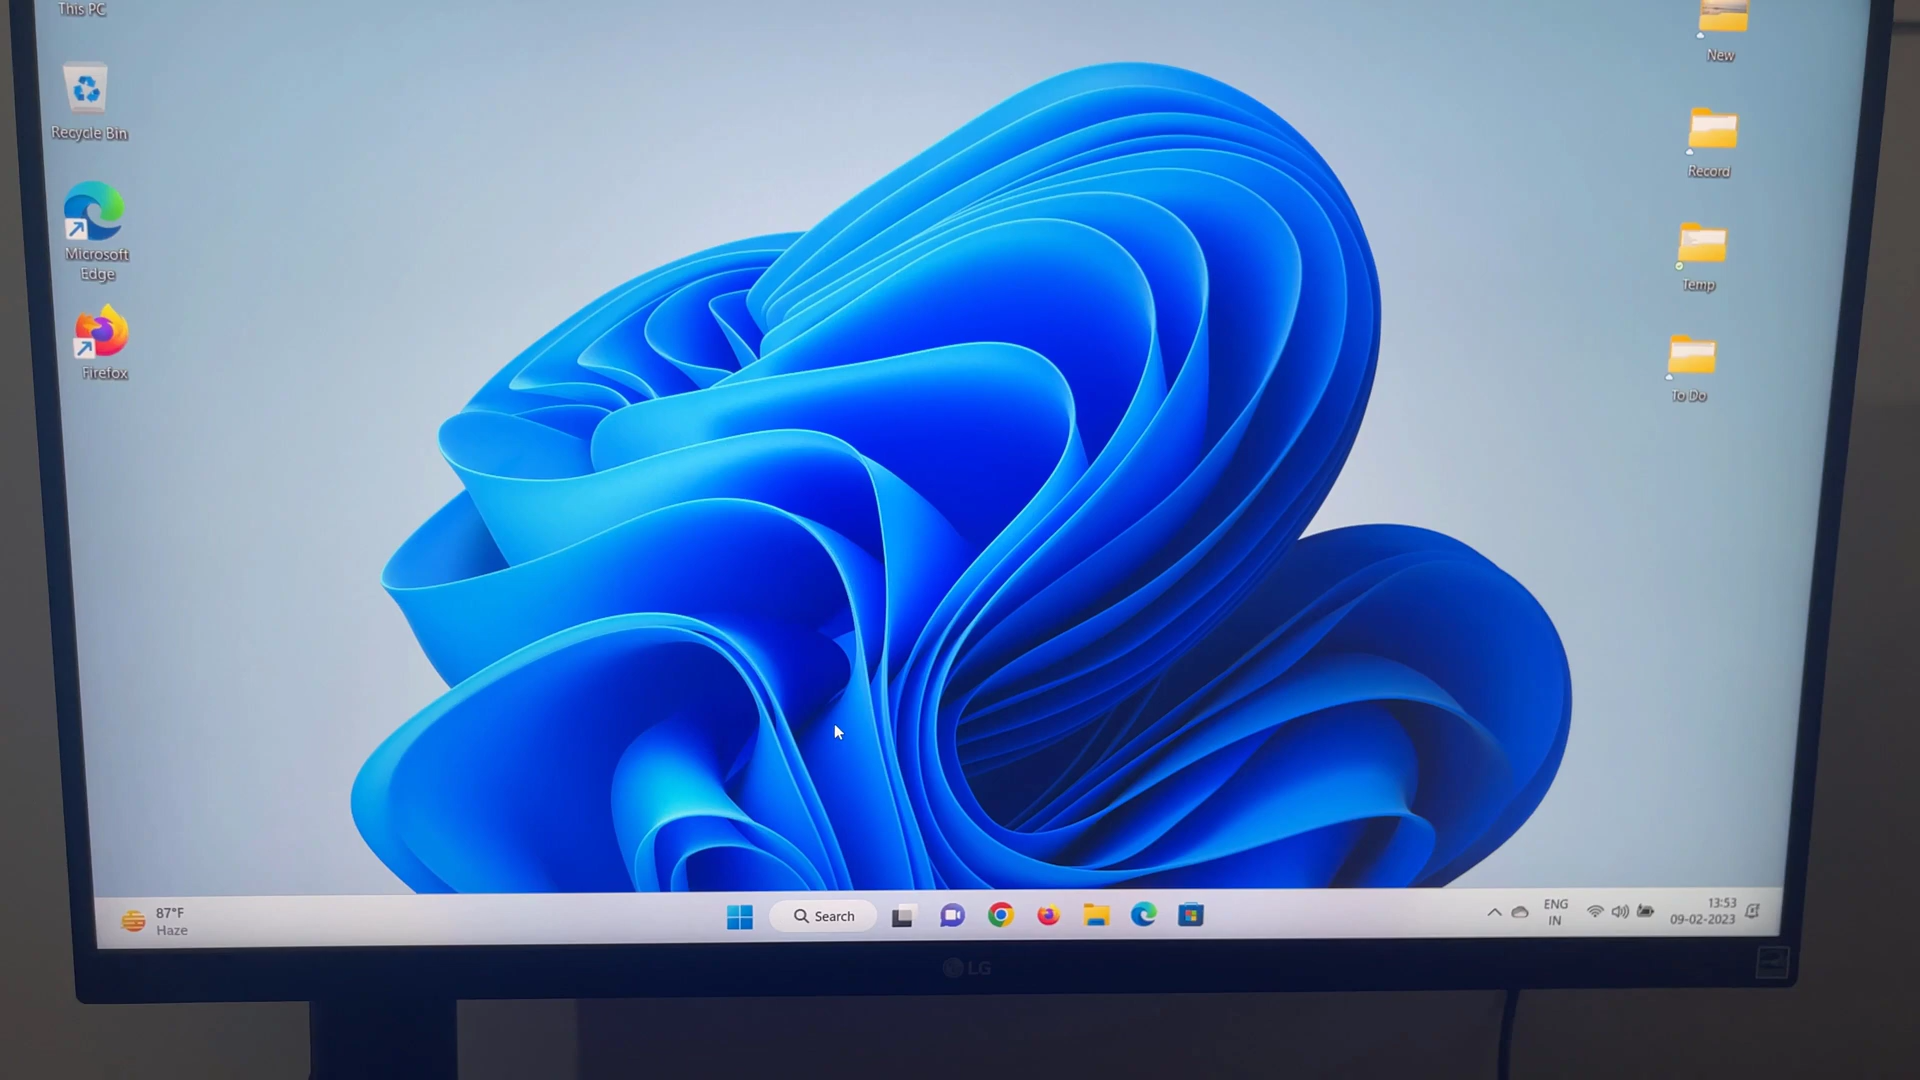 This PC
Recycle Bin
Microsoft
Edge
Firefox
New
Record
Temp
To Do
87°F
Haze
Search
ENG
IN
13:53
09-02-2023
LG